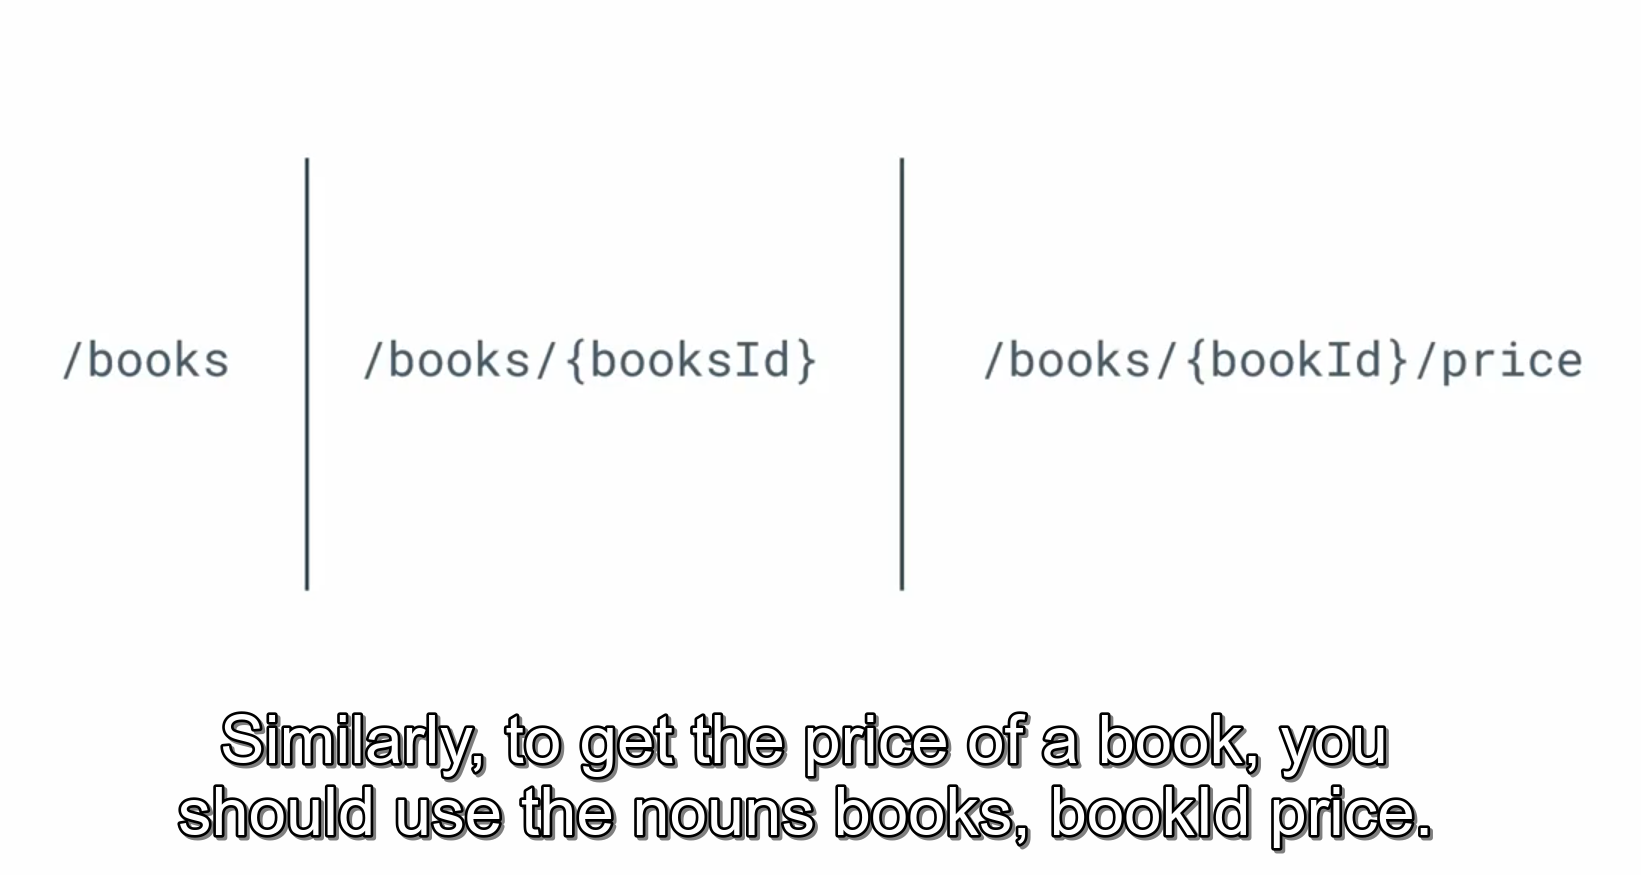 /books
/books/{booksId}
/books/{bookId}/price
Similarly, to get the price of a book, you
should use the nouns books, bookId price.